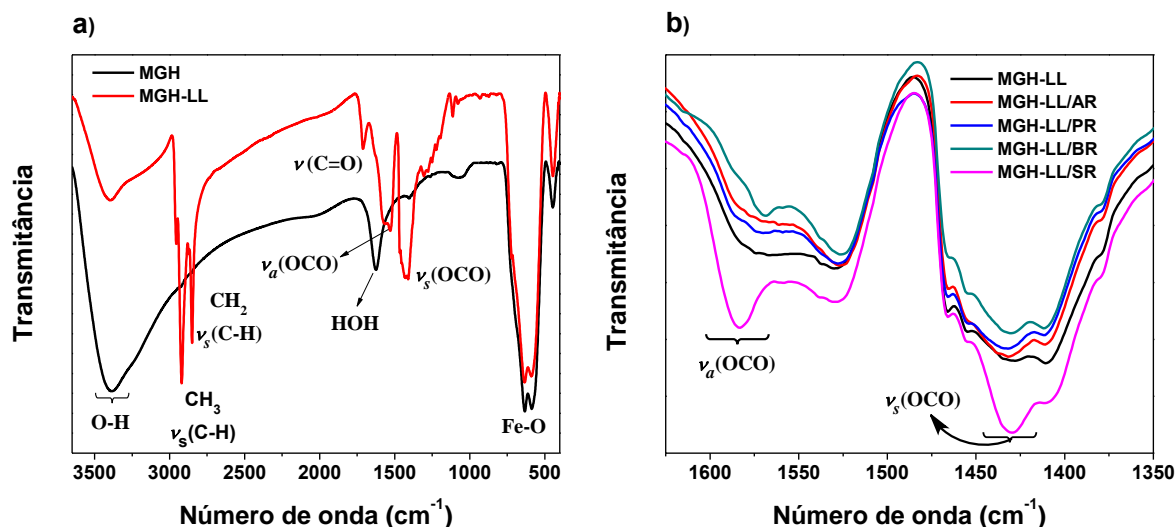 a)
MGH
MGH-LL
Transmitância
ν(C=O)
νa(OCO)
νs(OCO)
HOH
CH2
νs(C-H)
O-H
CH3
νs(C-H)
Fe-O
3500 3000 2500 2000 1500 1000 500
Número de onda (cm-1)
b)
MGH-LL
MGH-LL/AR
MGH-LL/PR
MGH-LL/BR
MGH-LL/SR
Transmitância
νa(OCO)
νs(OCO)
1600 1550 1500 1450 1400 1350
Número de onda (cm-1)